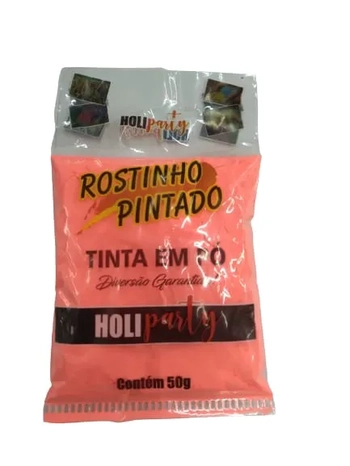 HOLI party
ROSTINHO
PINTADO
TINTA EM PÓ
Diversão Garantida
HOLI party
Contém 50g